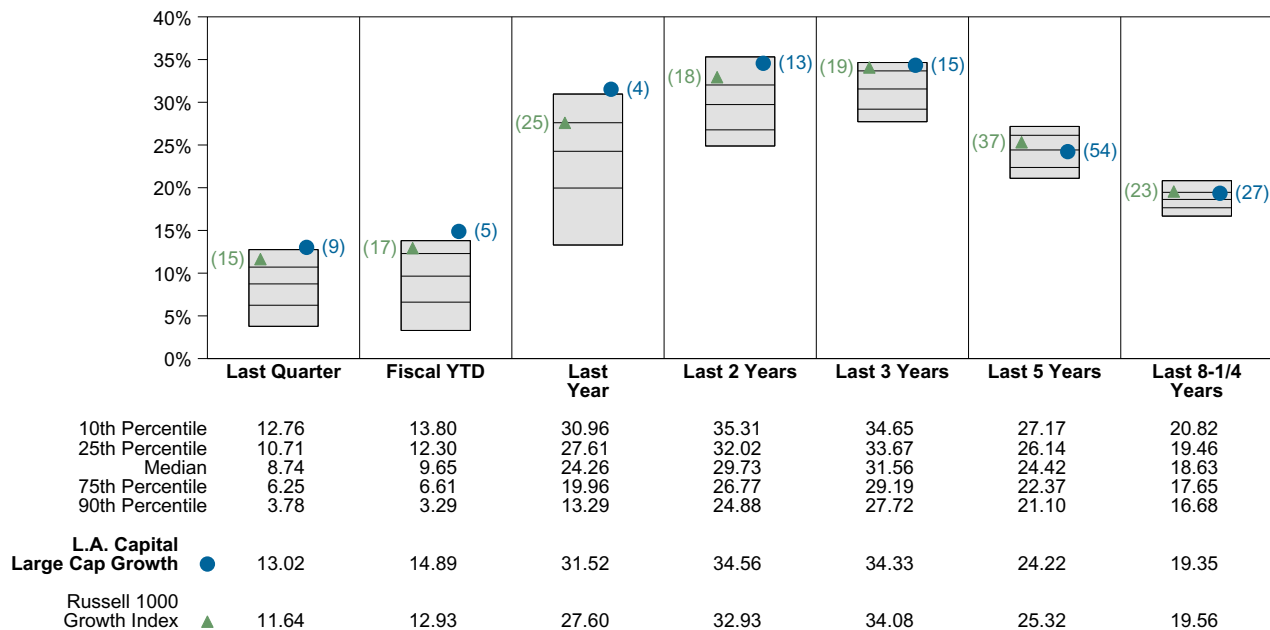 40%
35%
30%
25%
20%
15%
10%
5%
0%
(15) (9)
(17) (5)
(25) (4)
(18) (13)
(19) (15)
(37) (54)
(23) (27)
Last Quarter Fiscal YTD Last Last 2 Years Last 3 Years Last 5 Years Last 8-1/4
Year Years
10th Percentile 12.76 13.80 30.96 35.31 34.65 27.17 20.82
25th Percentile 10.71 12.30 27.61 32.02 33.67 26.14 19.46
Median 8.74 9.65 24.26 29.73 31.56 24.42 18.63
75th Percentile 6.25 6.61 19.96 26.77 29.19 22.37 17.65
90th Percentile 3.78 3.29 13.29 24.88 27.72 21.10 16.68
L.A. Capital
Large Cap Growth 13.02 14.89 31.52 34.56 34.33 24.22 19.35
Russell 1000
Growth Index 11.64 12.93 27.60 32.93 34.08 25.32 19.56